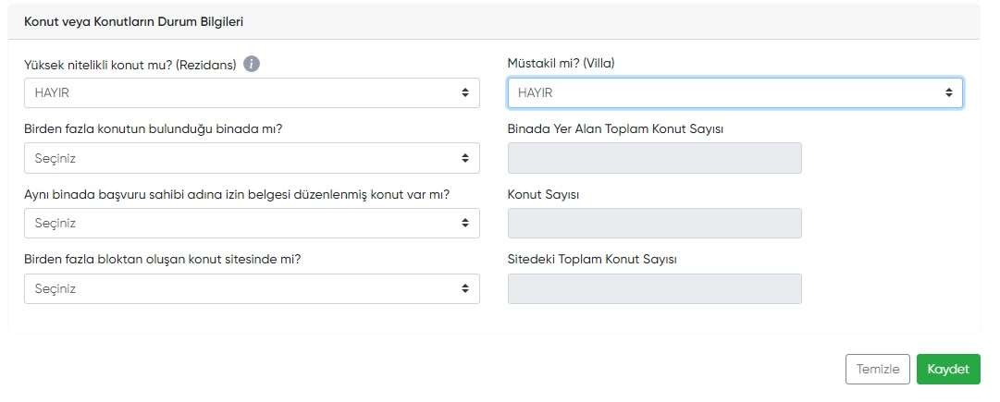 Konut veya Konutların Durum Bilgileri
Yüksek nitelikli konut mu? (Rezidans) i
Müstakil mi? (Villa)
HAYIR
HAYIR
Birden fazla konutun bulunduğu binada mı?
Binada Yer Alan Toplam Konut Sayısı
Seçiniz
Aynı binada başvuru sahibi adına izin belgesi düzenlenmiş konut var mı?
Konut Sayısı
Seçiniz
Birden fazla bloktan oluşan konut sitesinde mi?
Sitedeki Toplam Konut Sayısı
Seçiniz
Temizle
Kaydet